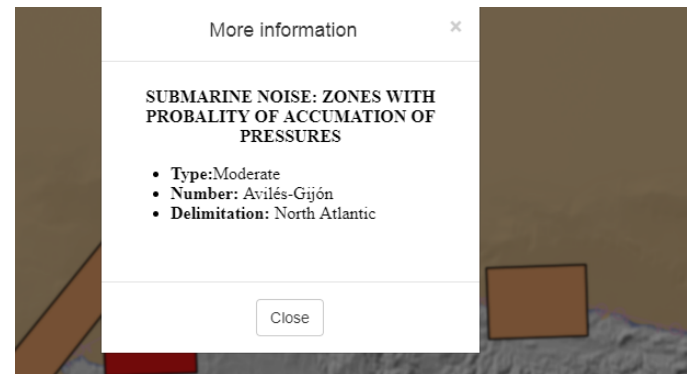 More information ×
SUBMARINE NOISE: ZONES WITH
PROBALITY OF ACCUMATION OF
PRESSURES
• Type:Moderate
• Number: Avilés-Gijón
• Delimitation: North Atlantic
Close